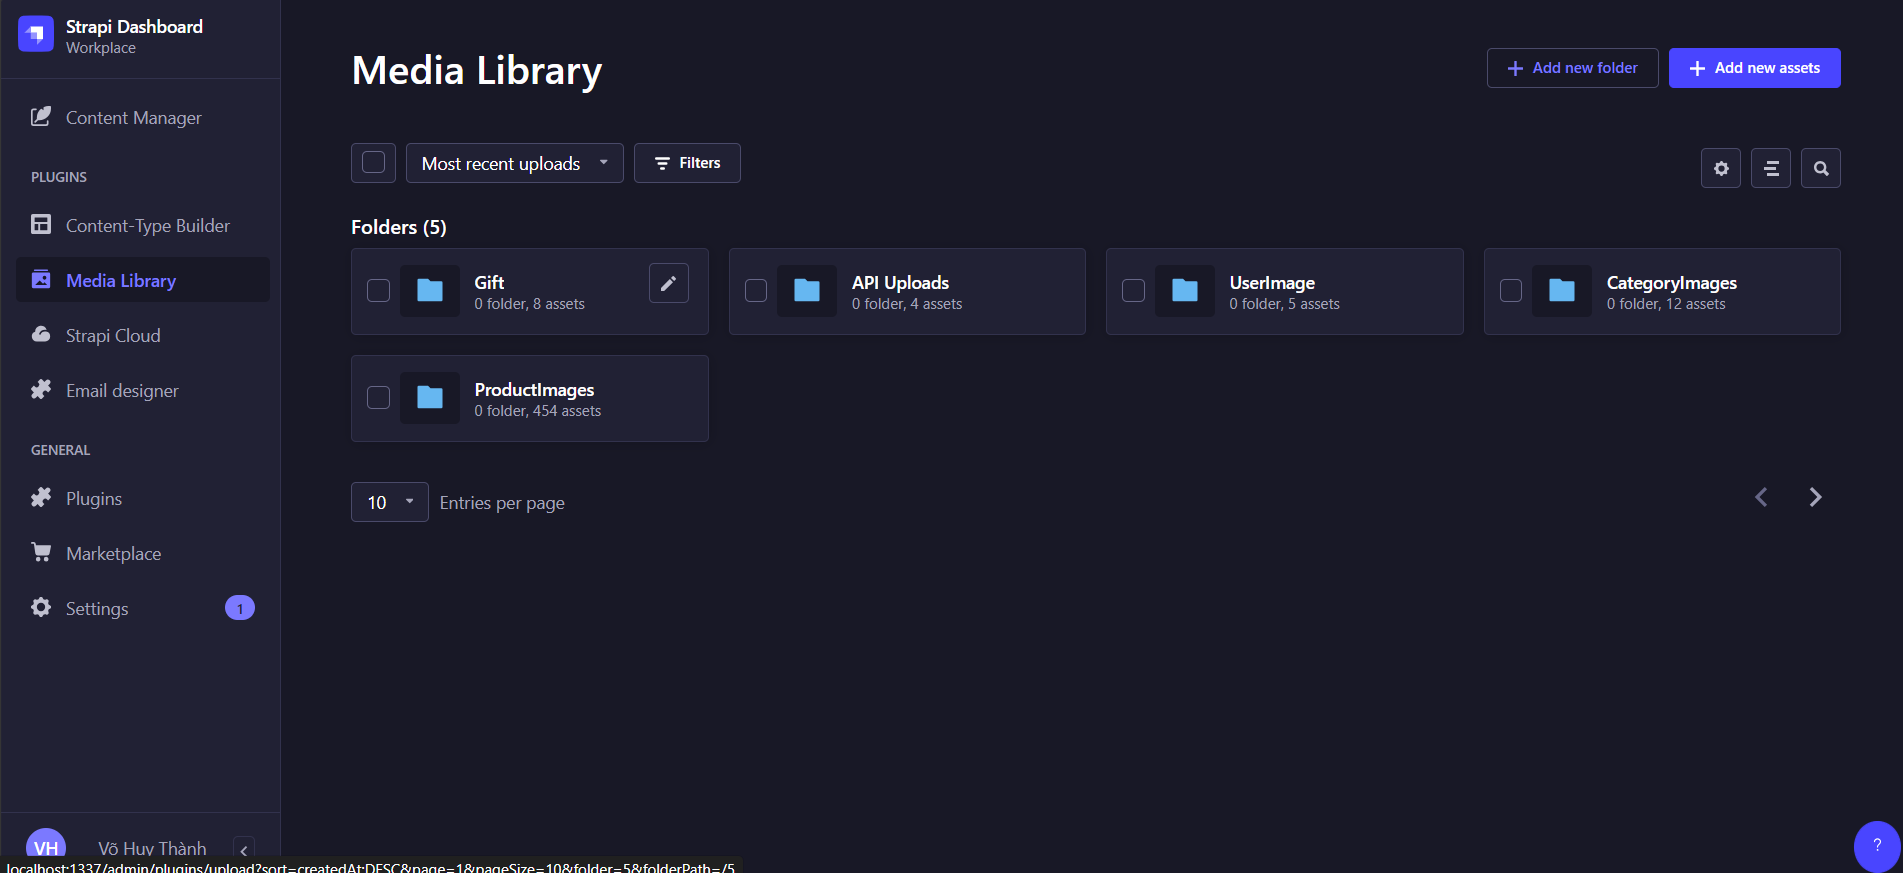 Strapi Dashboard
Workplace
Content Manager
PLUGINS
Content-Type Builder
Media Library
Strapi Cloud
Email designer
GENERAL
Plugins
Marketplace
Settings
1
VH
Võ Huy Thành
Media Library
Add new folder
Add new assets
Most recent uploads
Filters
Folders (5)
Gift
0 folder, 8 assets
API Uploads
0 folder, 4 assets
UserImage
0 folder, 5 assets
CategoryImages
0 folder, 12 assets
ProductImages
0 folder, 454 assets
10
Entries per page
?
localhost:1337/admin/plugins/upload?sort=createdAt:DESC&page=1&pageSize=10&folder=5&folderPath=/5